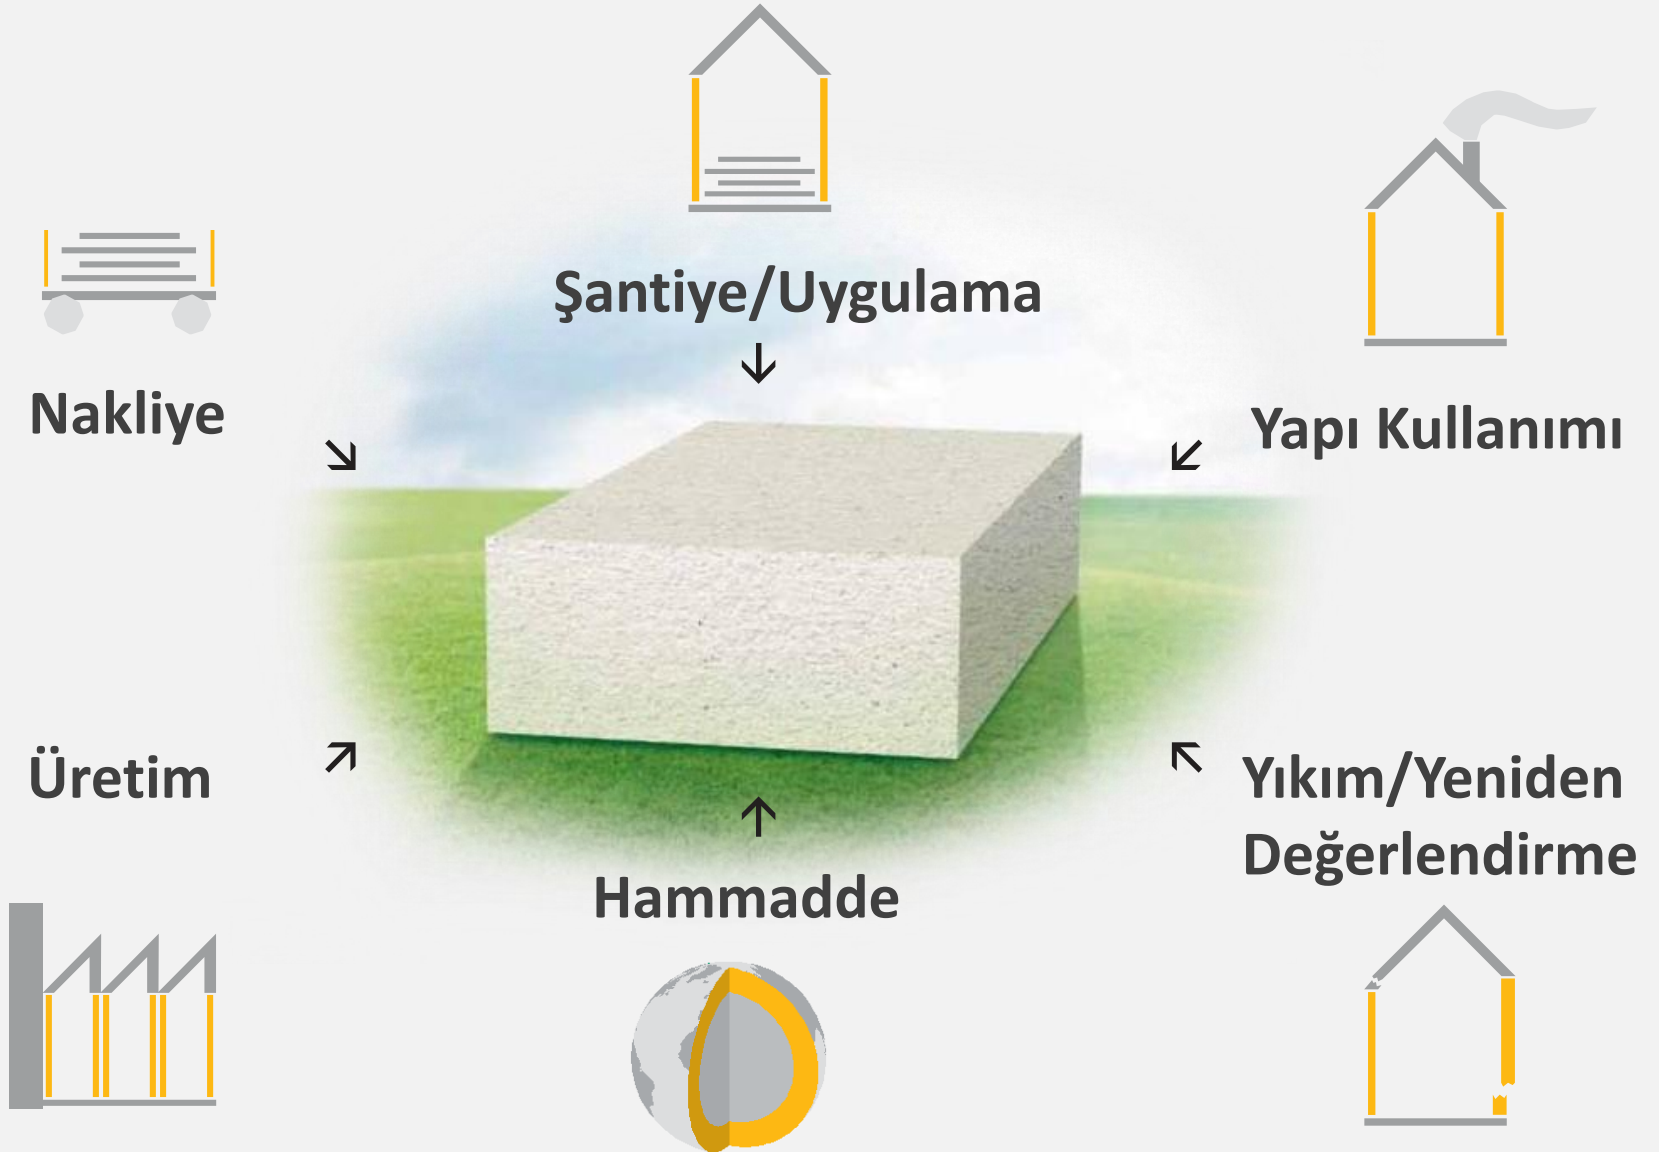 Şantiye/Uygulama
Nakliye
Yapı Kullanımı
Üretim
Yıkım/Yeniden
Değerlendirme
Hammadde